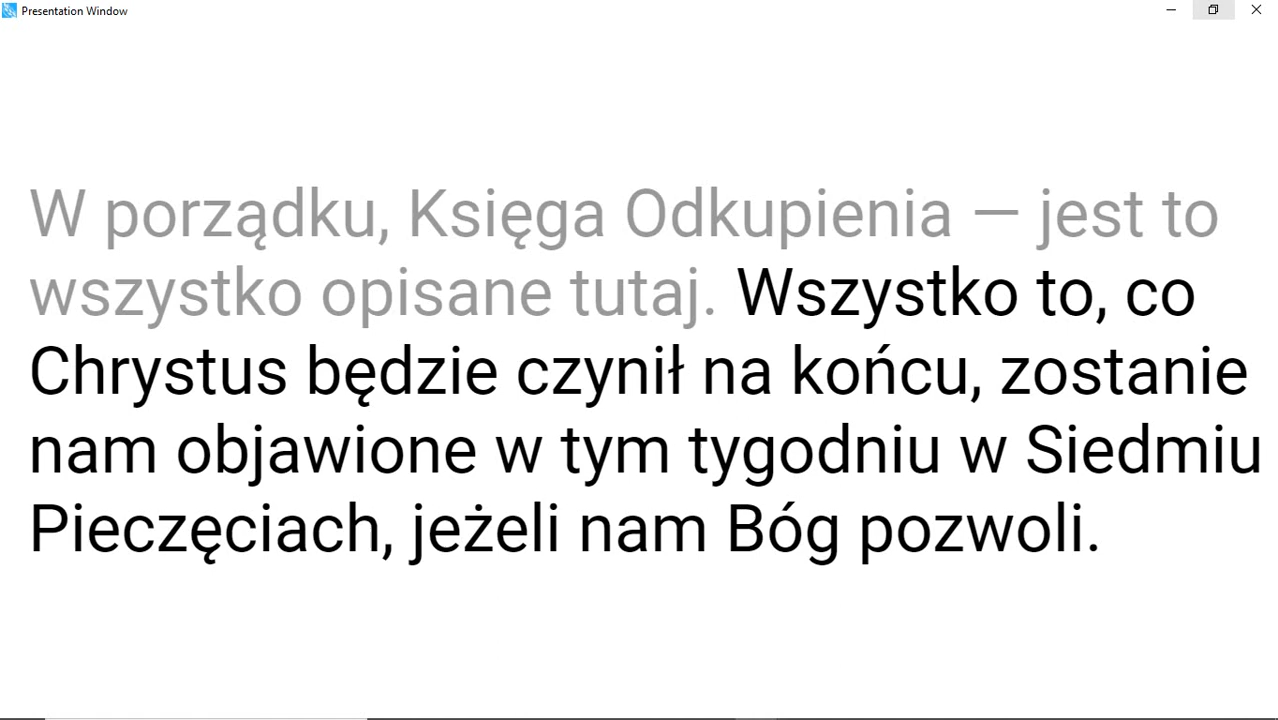 Presentation Window
W porządku, Księga Odkupienia — jest to
wszystko opisane tutaj. Wszystko to, co
Chrystus będzie czynił na końcu, zostanie
nam objawione w tym tygodniu w Siedmiu
Pieczęciach, jeżeli nam Bóg pozwoli.